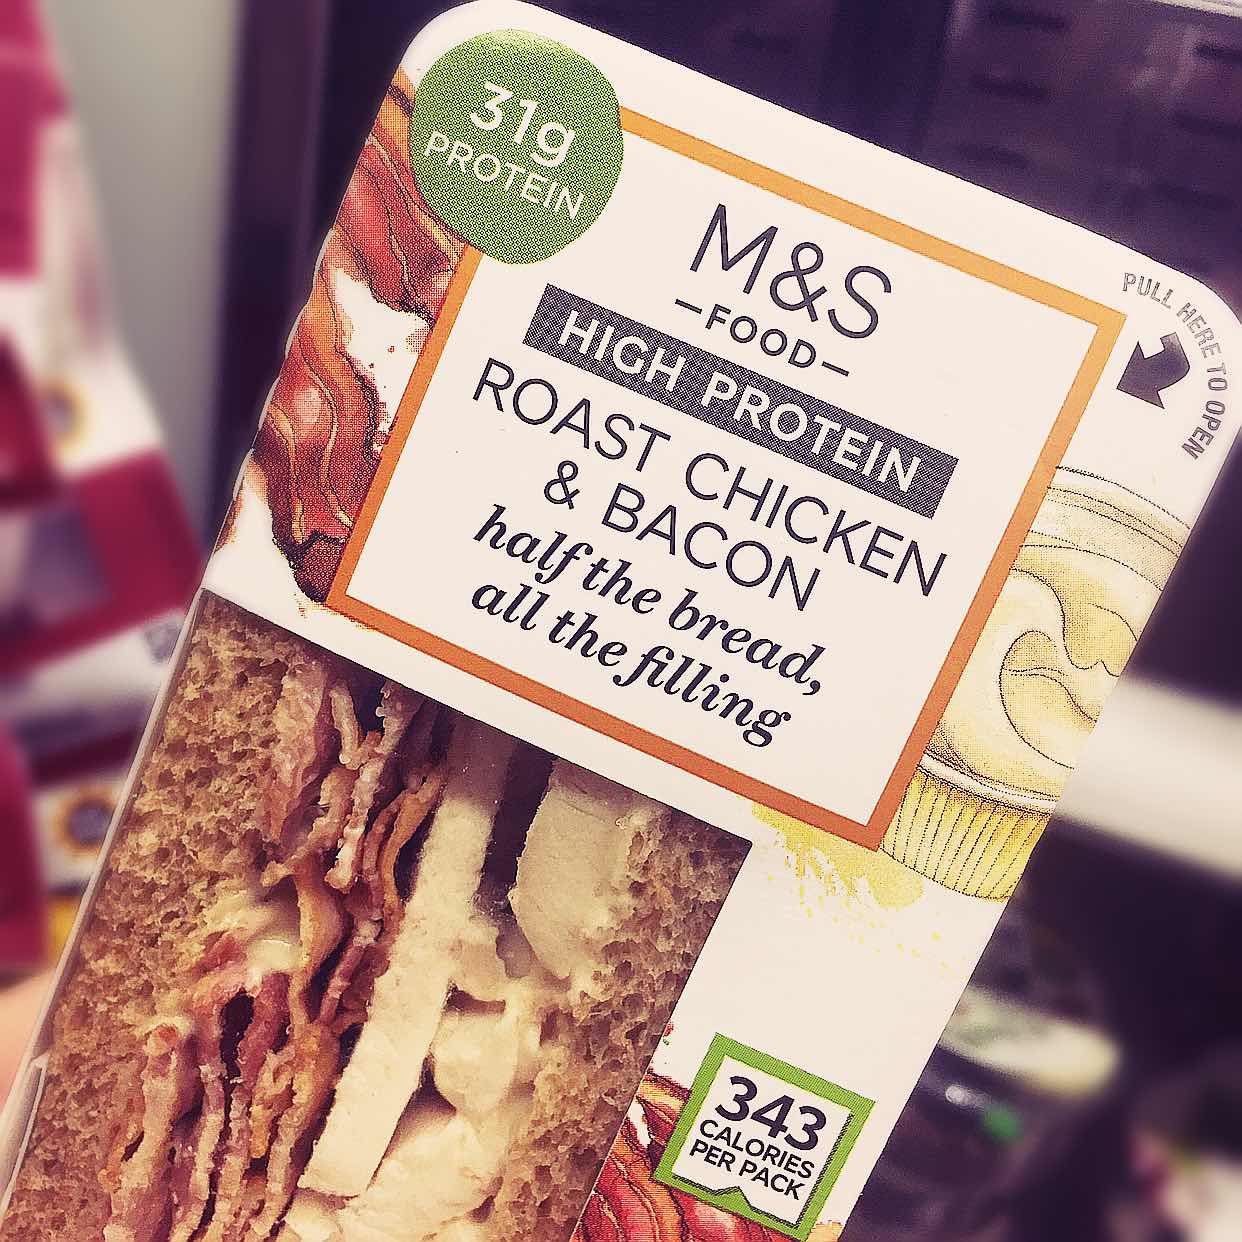 31g
PROTEIN
M&S
—FOOD—
HIGH PROTEIN
ROAST CHICKEN
& BACON
half the bread,
all the filling
PULL HERE TO OPEN
343
CALORIES
PER PACK